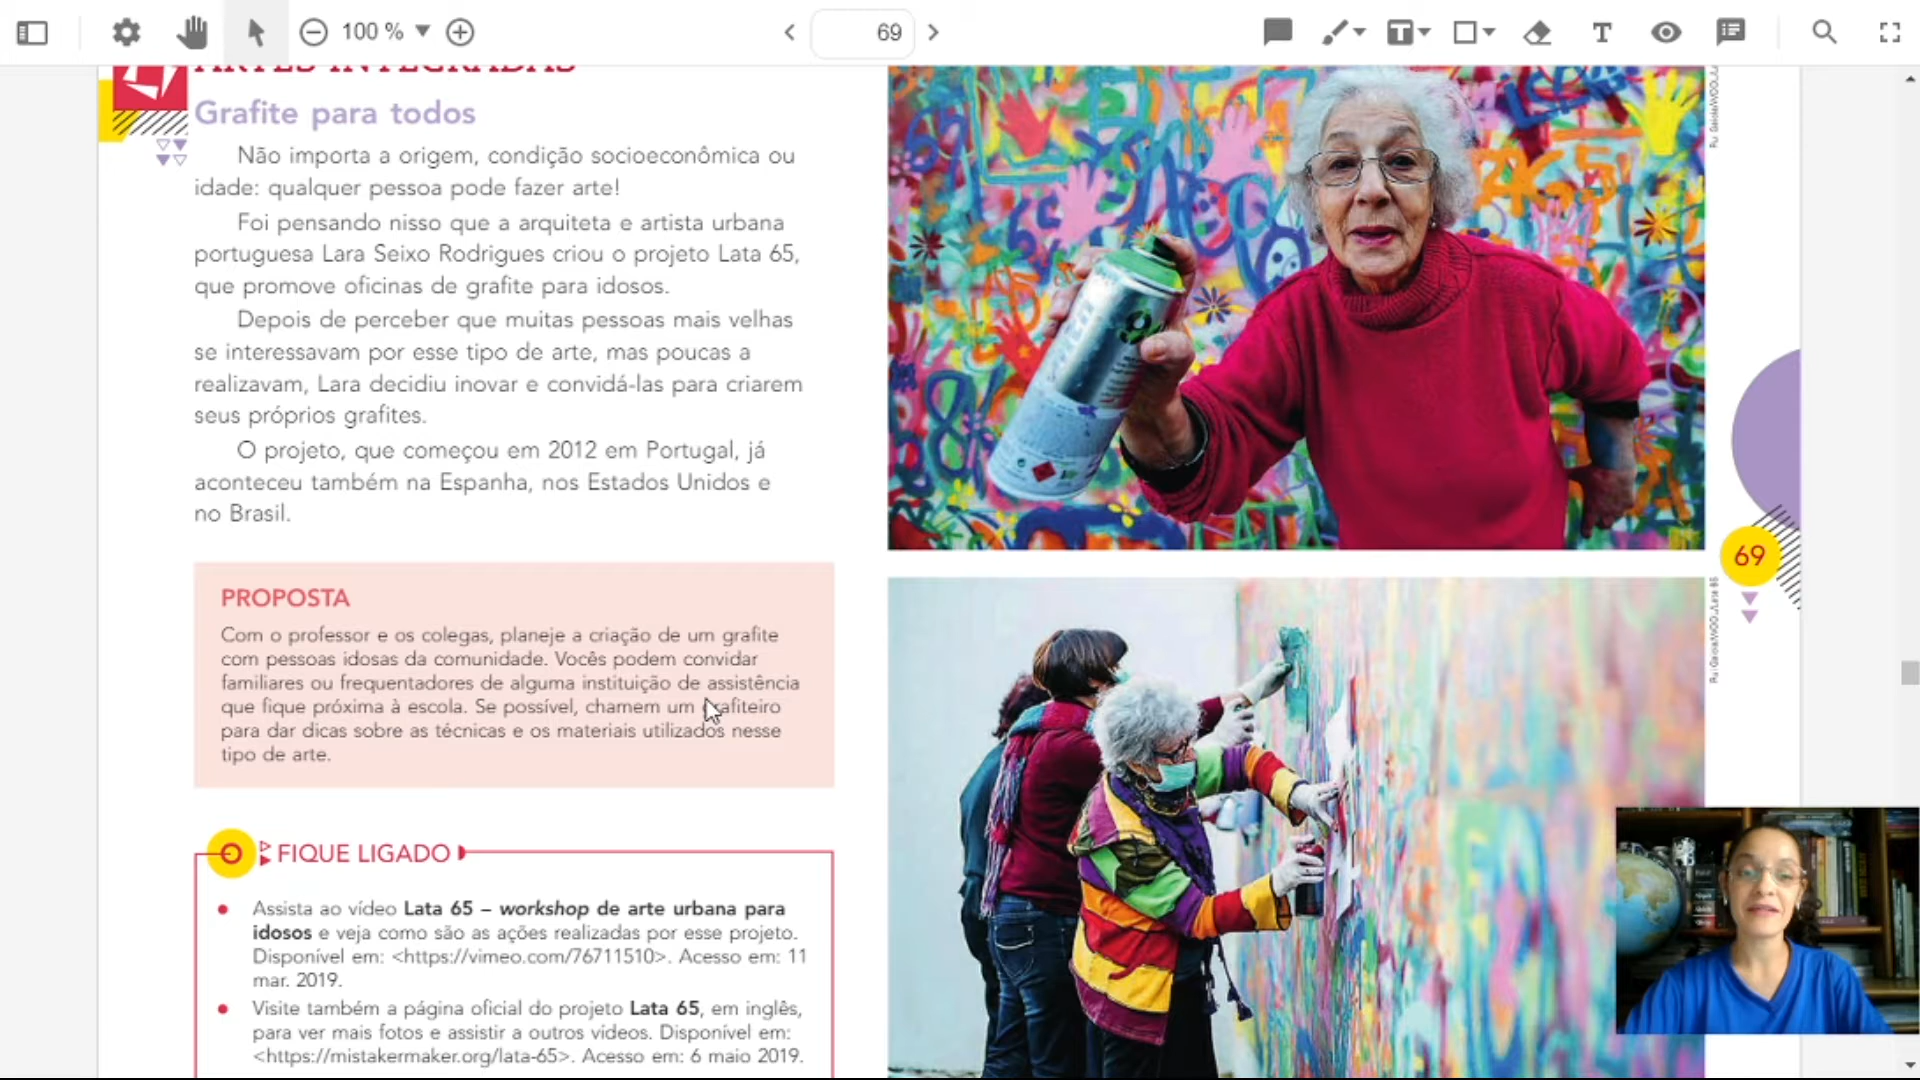 100 %
69
ARTES INTEGRADAS
Grafite para todos
Não importa a origem, condição socioeconômica ou
idade: qualquer pessoa pode fazer arte!
Foi pensando nisso que a arquiteta e artista urbana
portuguesa Lara Seixo Rodrigues criou o projeto Lata 65,
que promove oficinas de grafite para idosos.
Depois de perceber que muitas pessoas mais velhas
se interessavam por esse tipo de arte, mas poucas a
realizavam, Lara decidiu inovar e convidá-las para criarem
seus próprios grafites.
O projeto, que começou em 2012 em Portugal, já
aconteceu também na Espanha, nos Estados Unidos e
no Brasil.
PROPOSTA
Com o professor e os colegas, planeje a criação de um grafite
com pessoas idosas da comunidade. Vocês podem convidar
familiares ou frequentadores de alguma instituição de assistência
que fique próxima à escola. Se possível, chamem um grafiteiro
para dar dicas sobre as técnicas e os materiais utilizados nesse
tipo de arte.
FIQUE LIGADO
Assista ao vídeo Lata 65 – workshop de arte urbana para
idosos e veja como são as ações realizadas por esse projeto.
Disponível em: <https://vimeo.com/76711510>. Acesso em: 11
mar. 2019.
Visite também a página oficial do projeto Lata 65, em inglês,
para ver mais fotos e assistir a outros vídeos. Disponível em:
<https://mistakermaker.org/lata-65>. Acesso em: 6 maio 2019.
69